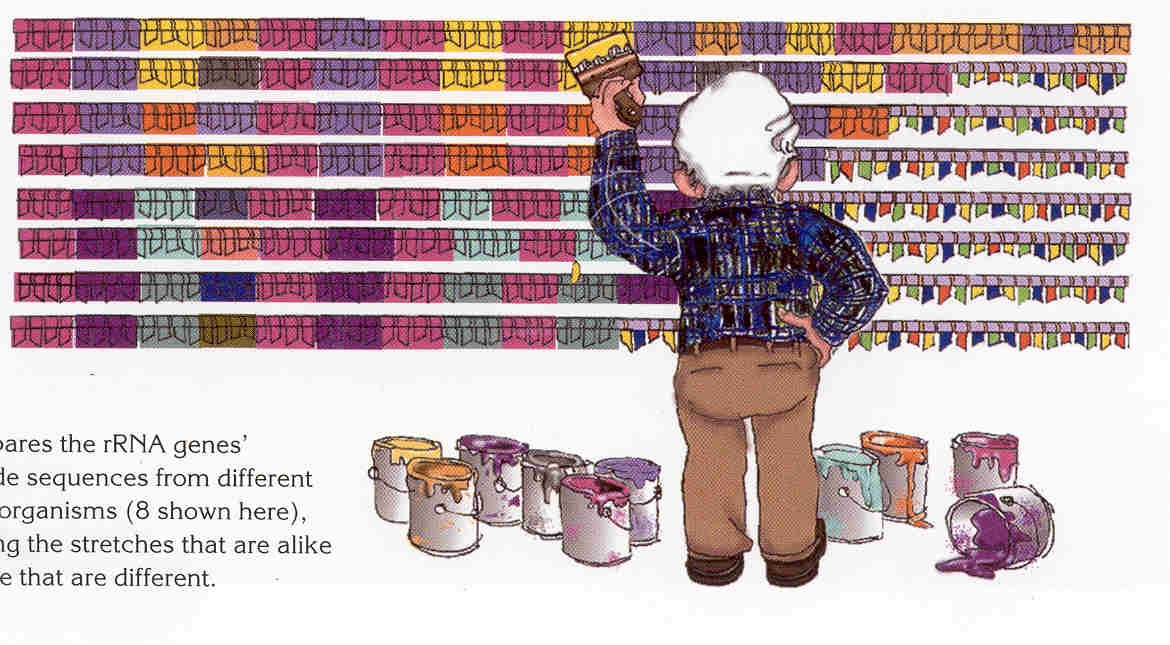 pares the rRNA genes'
de sequences from different
organisms (8 shown here),
ng the stretches that are alike
e that are different.